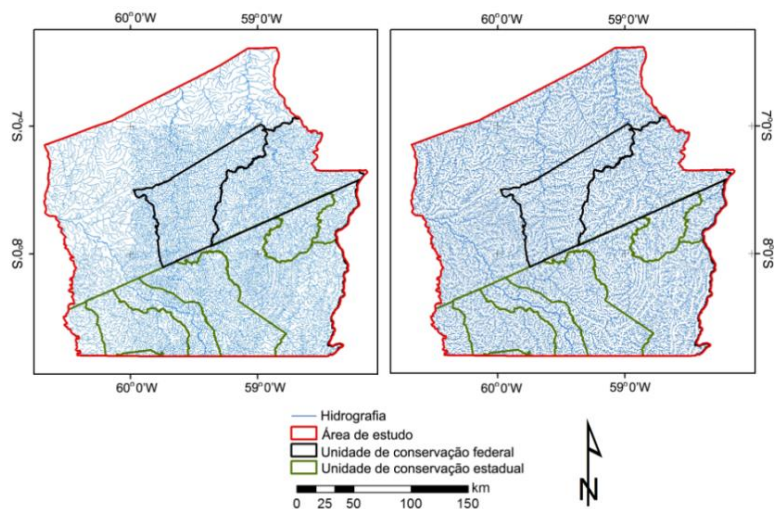 60°0'W 59°0'W 60°0'W 59°0'W
7°0'S 7°0'S
8°0'S 8°0'S
60°0'W 59°0'W 60°0'W 59°0'W
Hidrografia
Área de estudo
Unidade de conservação federal
Unidade de conservação estadual
km
0 25 50 100 150
N